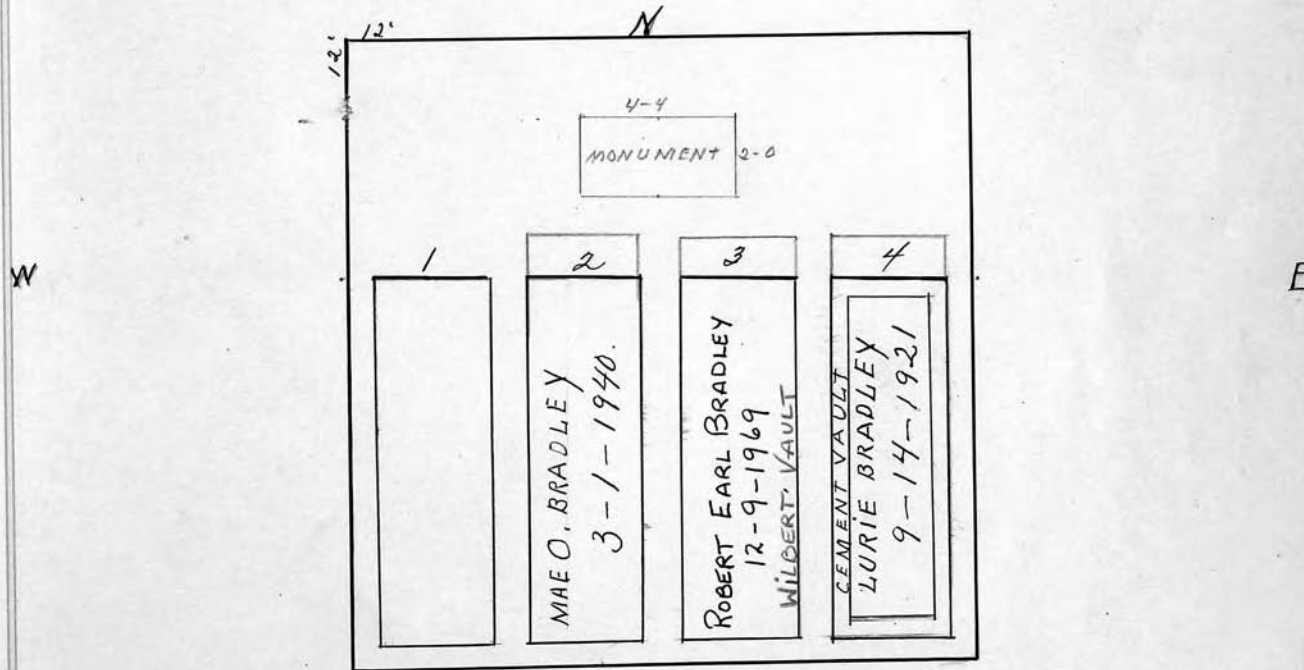 N
12'
12'
4-4
MONUMENT 2-0
W
E
1
2
3
4
MAE O. BRADLEY
3-1-1940.
ROBERT EARL BRADLEY
12-9-1969
WILBERT VAULT
CEMENT VAULT
LURIE BRADLEY
9-14-1921